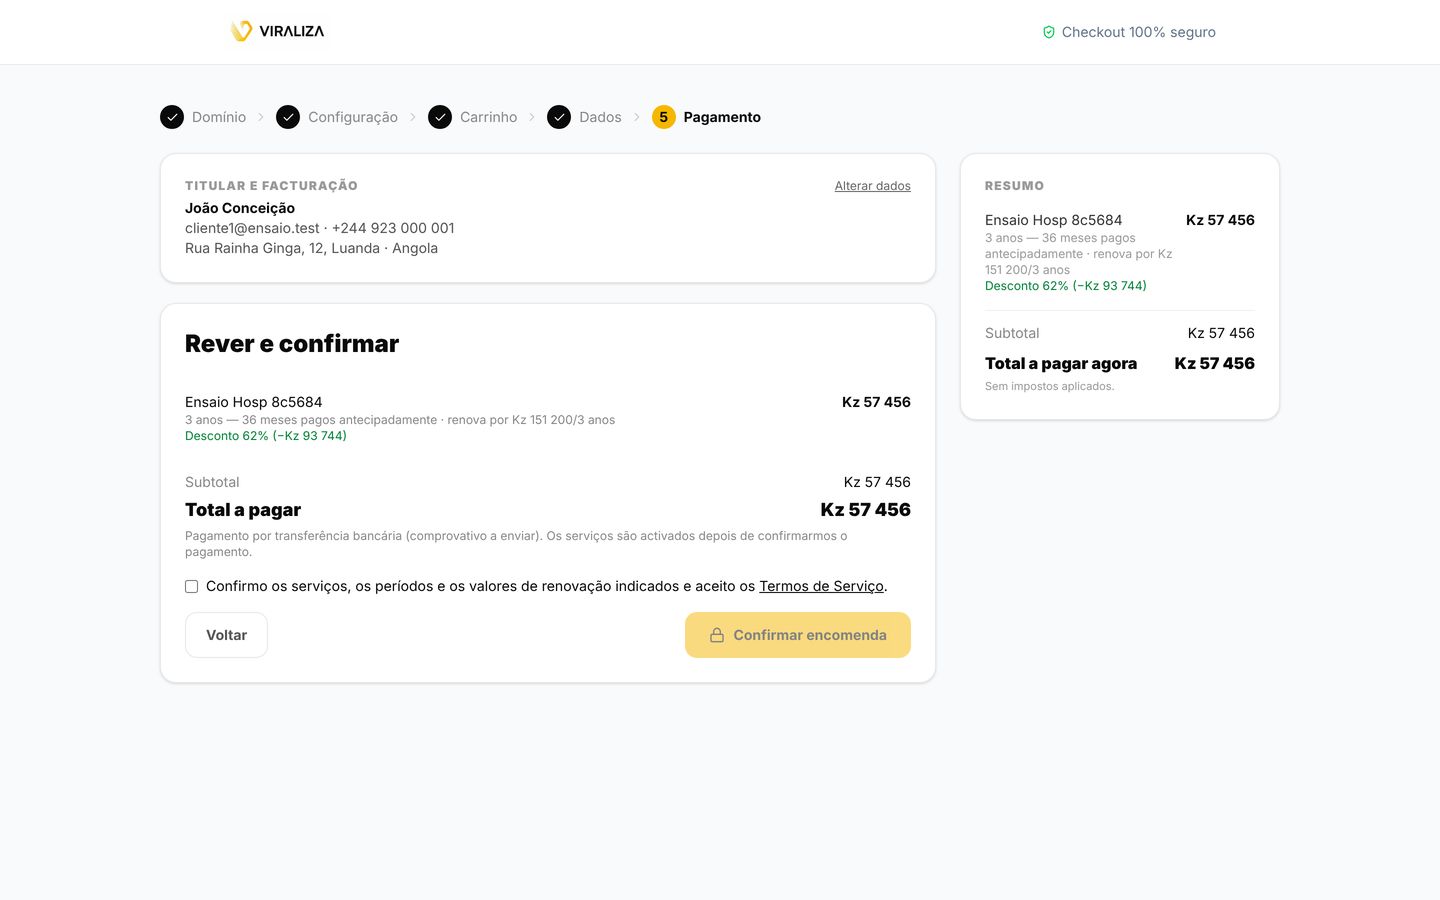 VIRALIZA
Checkout 100% seguro
Domínio
Configuração
Carrinho
Dados
5 Pagamento
TITULAR E FACTURAÇÃO
Alterar dados
João Conceição
cliente1@ensaio.test · +244 923 000 001
Rua Rainha Ginga, 12, Luanda · Angola
Rever e confirmar
Ensaio Hosp 8c5684 Kz 57 456
3 anos — 36 meses pagos antecipadamente · renova por Kz 151 200/3 anos
Desconto 62% (−Kz 93 744)
Subtotal Kz 57 456
Total a pagar Kz 57 456
Pagamento por transferência bancária (comprovativo a enviar). Os serviços são activados depois de confirmarmos o
pagamento.
Confirmo os serviços, os períodos e os valores de renovação indicados e aceito os Termos de Serviço.
Voltar
Confirmar encomenda
RESUMO
Ensaio Hosp 8c5684 Kz 57 456
3 anos — 36 meses pagos
antecipadamente · renova por Kz
151 200/3 anos
Desconto 62% (−Kz 93 744)
Subtotal Kz 57 456
Total a pagar agora Kz 57 456
Sem impostos aplicados.